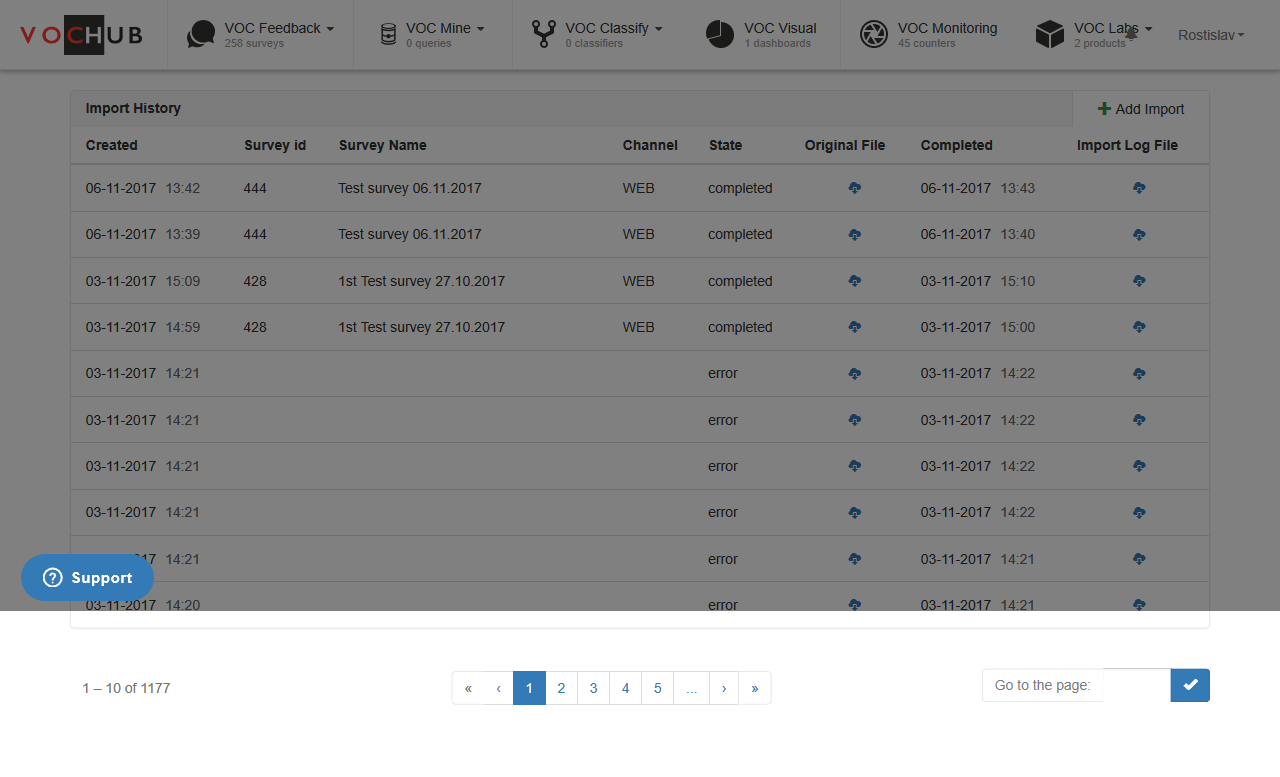 VOCHUB VOC Feedback VOC Mine VOC Classify VOC Visual VOC Monitoring VOC Labs Rostislav
258 surveys 0 queries 0 classifiers 1 dashboards 45 counters 2 products
Import History Add Import
Created Survey id Survey Name Channel State Original File Completed Import Log File
06-11-2017 13:42 444 Test survey 06.11.2017 WEB completed 06-11-2017 13:43
06-11-2017 13:39 444 Test survey 06.11.2017 WEB completed 06-11-2017 13:40
03-11-2017 15:09 428 1st Test survey 27.10.2017 WEB completed 03-11-2017 15:10
03-11-2017 14:59 428 1st Test survey 27.10.2017 WEB completed 03-11-2017 15:00
03-11-2017 14:21 error 03-11-2017 14:22
03-11-2017 14:21 error 03-11-2017 14:22
03-11-2017 14:21 error 03-11-2017 14:22
03-11-2017 14:21 error 03-11-2017 14:22
14:21 error 03-11-2017 14:21
Support
03-11-2017 14:20 error 03-11-2017 14:21
1 – 10 of 1177 « ‹ 1 2 3 4 5 ... › » Go to the page: